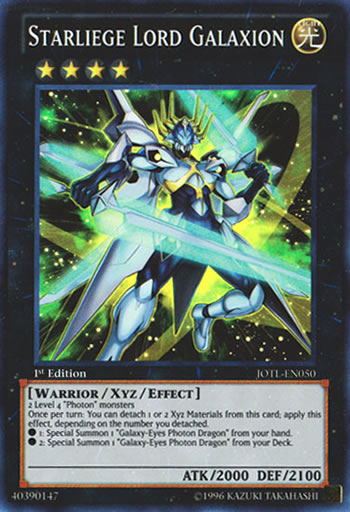 STARLIEGE LORD GALAXION
光
1st Edition
JOTL-EN050
[WARRIOR / XYZ / EFFECT]
2 Level 4 "Photon" monsters
Once per turn: You can detach 1 or 2 Xyz Materials from this card; apply this
effect, depending on the number you detached.
● 1: Special Summon 1 "Galaxy-Eyes Photon Dragon" from your hand.
● 2: Special Summon 1 "Galaxy-Eyes Photon Dragon" from your Deck.
ATK/2000 DEF/2100
40390147
©1996 KAZUKI TAKAHASHI